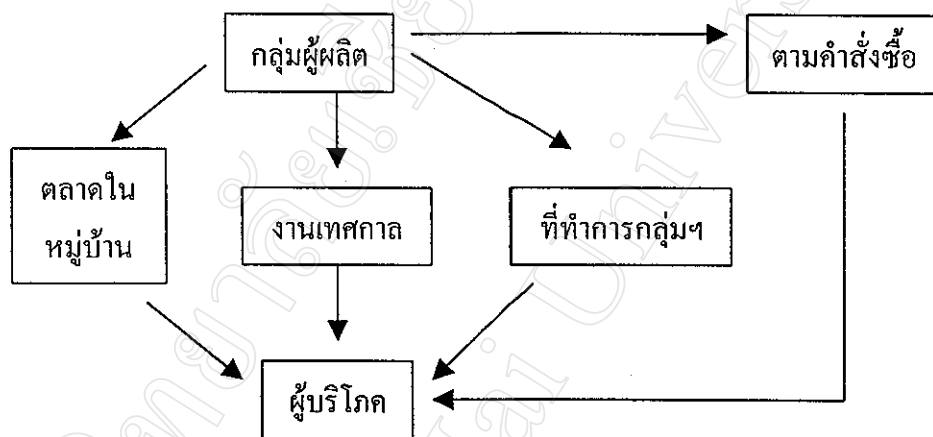 กลุ่มผู้ผลิต
ตามคำสั่งซื้อ
ตลาดใน
หมู่บ้าน
งานเทศกาล
ที่ทำการกลุ่มฯ
ผู้บริโภค